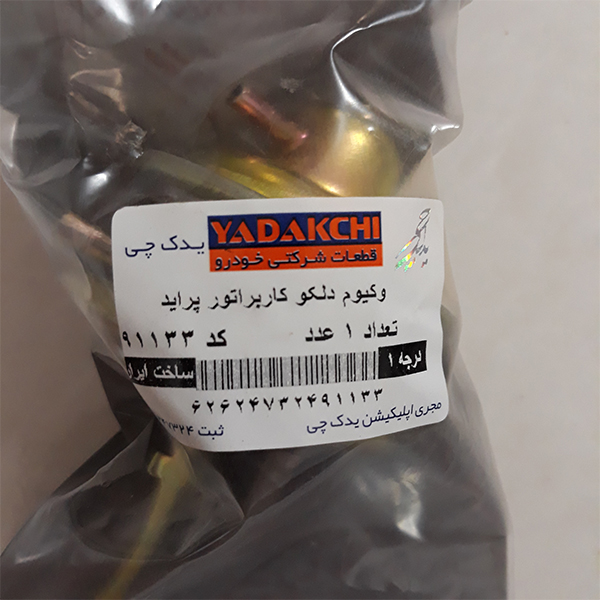 یدک چی YADAKCHI
قطعات شرکتی خودرو
وکیوم دلکو کاربراتور پراید
تعداد ۱ عدد کد ۹۱۱۳۳
درجه ۱ ساخت ایران
۶۲۶۲۴۷۳۲۴۹۱۱۳۳
مجری اپلیکیشن یدک چی ثبت